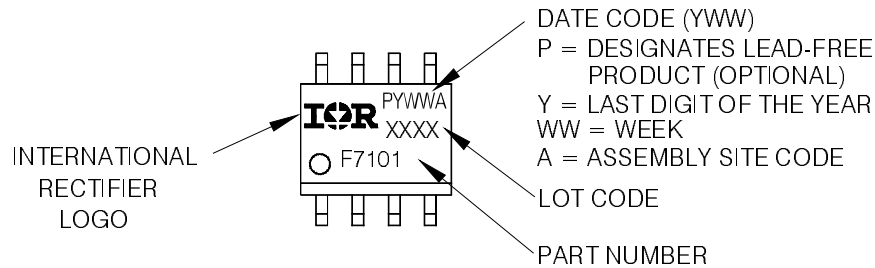 DATE CODE (YWW)
P = DESIGNATES LEAD-FREE
PRODUCT (OPTIONAL)
Y = LAST DIGIT OF THE YEAR
WW = WEEK
A = ASSEMBLY SITE CODE
LOT CODE
PART NUMBER
INTERNATIONAL
RECTIFIER
LOGO
IOR
PYWWA
XXXX
F7101